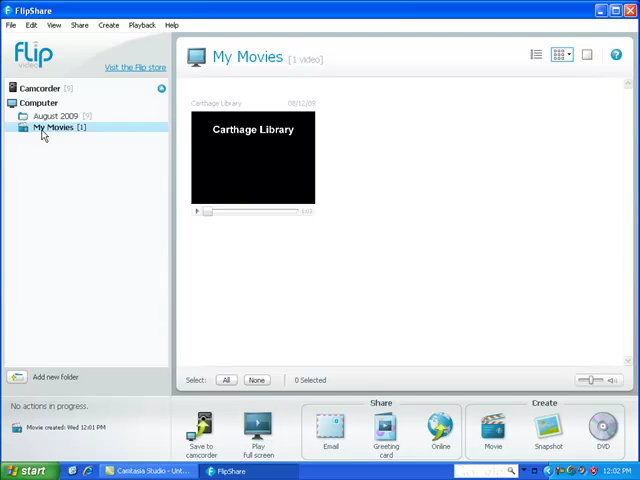 FlipShare
File Edit View Share Create Playback Help
flip
video
Visit the Flip store
Camcorder [9]
Computer
August 2009 [9]
My Movies [1]
Add new folder
No actions in progress.
Movie created: Wed 12:01 PM
My Movies [1 video]
?
Carthage Library 08/12/09
Carthage Library
1:03
Select: All None 0 Selected
Share
Create
Save to camcorder
Play full screen
Email
Greeting card
Online
Movie
Snapshot
DVD
start
Camtasia Studio - Unt...
FlipShare
12:02 PM